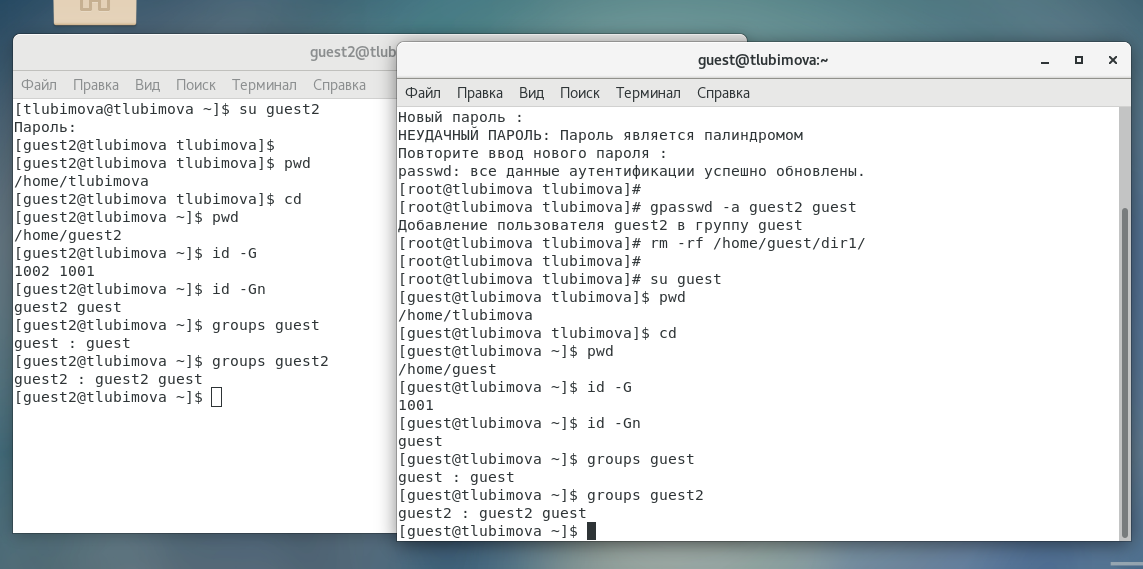 guest2@tlub
Файл Правка Вид Поиск Терминал Справка
[tlubimova@tlubimova ~]$ su guest2
Пароль:
[guest2@tlubimova tlubimova]$
[guest2@tlubimova tlubimova]$ pwd
/home/tlubimova
[guest2@tlubimova tlubimova]$ cd
[guest2@tlubimova ~]$ pwd
/home/guest2
[guest2@tlubimova ~]$ id -G
1002 1001
[guest2@tlubimova ~]$ id -Gn
guest2 guest
[guest2@tlubimova ~]$ groups guest
guest : guest
[guest2@tlubimova ~]$ groups guest2
guest2 : guest2 guest
[guest2@tlubimova ~]$
guest@tlubimova:~
Файл Правка Вид Поиск Терминал Справка
Новый пароль :
НЕУДАЧНЫЙ ПАРОЛЬ: Пароль является палиндромом
Повторите ввод нового пароля :
passwd: все данные аутентификации успешно обновлены.
[root@tlubimova tlubimova]#
[root@tlubimova tlubimova]# gpasswd -a guest2 guest
Добавление пользователя guest2 в группу guest
[root@tlubimova tlubimova]# rm -rf /home/guest/dir1/
[root@tlubimova tlubimova]#
[root@tlubimova tlubimova]# su guest
[guest@tlubimova tlubimova]$ pwd
/home/tlubimova
[guest@tlubimova tlubimova]$ cd
[guest@tlubimova ~]$ pwd
/home/guest
[guest@tlubimova ~]$ id -G
1001
[guest@tlubimova ~]$ id -Gn
guest
[guest@tlubimova ~]$ groups guest
guest : guest
[guest@tlubimova ~]$ groups guest2
guest2 : guest2 guest
[guest@tlubimova ~]$